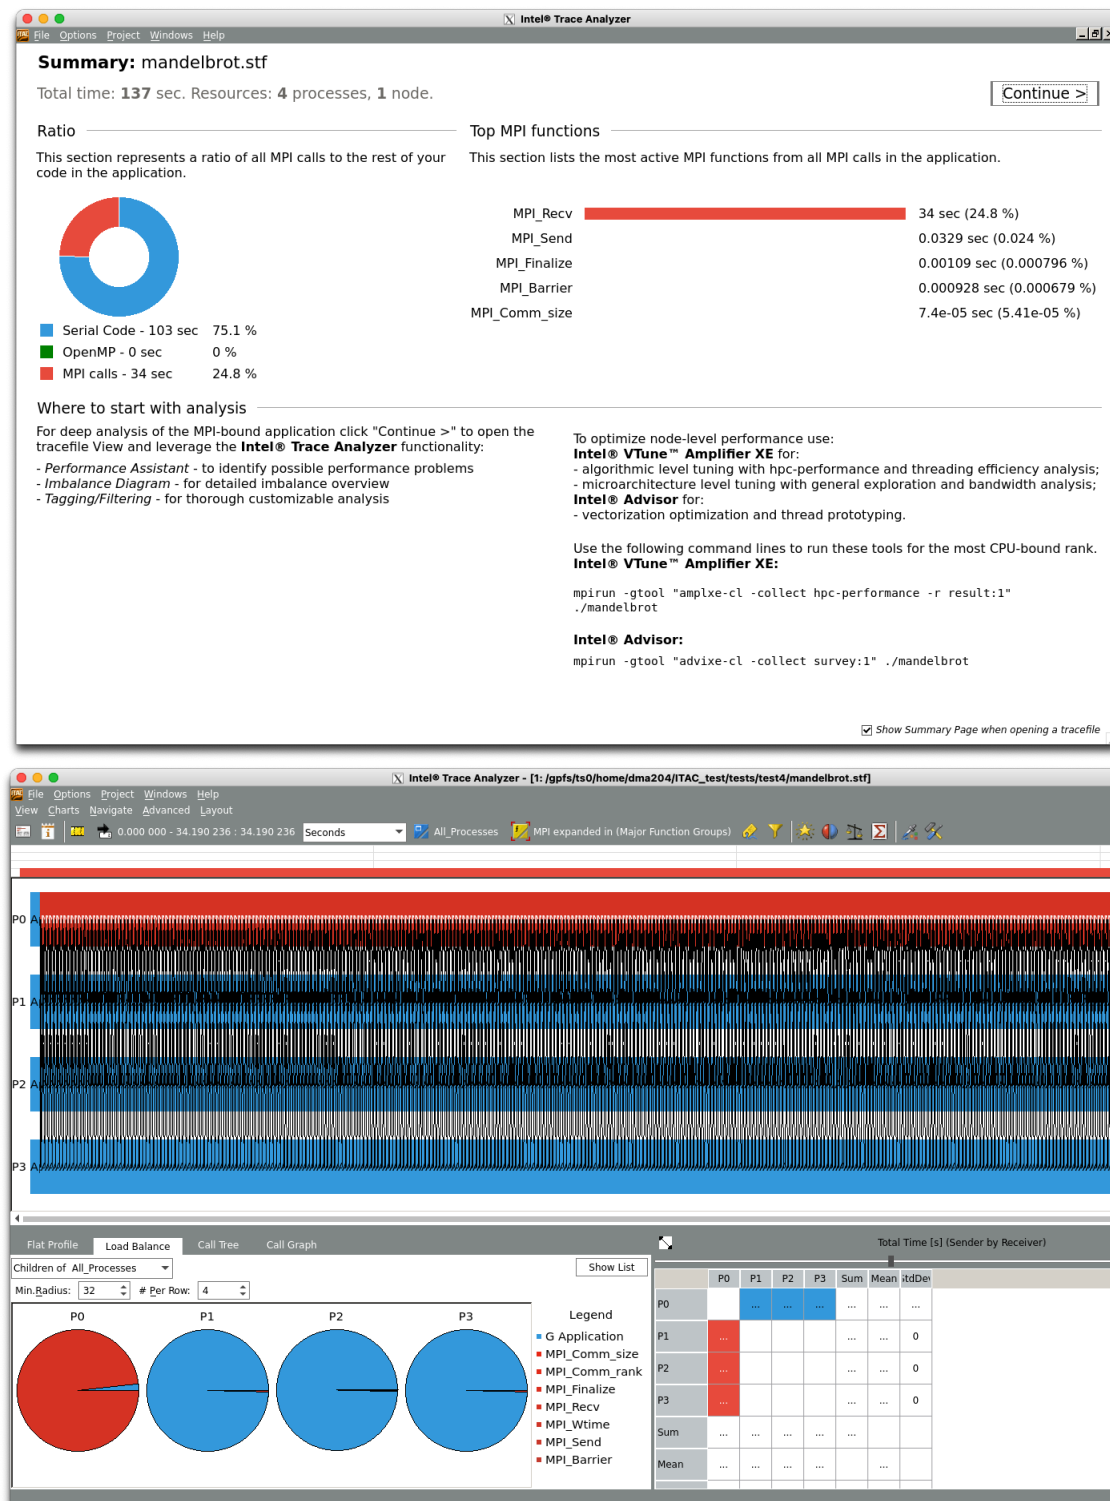 Intel® Trace Analyzer
File Options Project Windows Help
Summary: mandelbrot.stf
Total time: 137 sec. Resources: 4 processes, 1 node.
Continue >
Ratio
This section represents a ratio of all MPI calls to the rest of your
code in the application.
Serial Code - 103 sec 75.1 %
OpenMP - 0 sec 0 %
MPI calls - 34 sec 24.8 %
Top MPI functions
This section lists the most active MPI functions from all MPI calls in the application.
MPI_Recv 34 sec (24.8 %)
MPI_Send 0.0329 sec (0.024 %)
MPI_Finalize 0.00109 sec (0.000796 %)
MPI_Barrier 0.000928 sec (0.000679 %)
MPI_Comm_size 7.4e-05 sec (5.41e-05 %)
Where to start with analysis
For deep analysis of the MPI-bound application click "Continue >" to open the
tracefile View and leverage the Intel® Trace Analyzer functionality:
- Performance Assistant - to identify possible performance problems
- Imbalance Diagram - for detailed imbalance overview
- Tagging/Filtering - for thorough customizable analysis
To optimize node-level performance use:
Intel® VTune™ Amplifier XE for:
- algorithmic level tuning with hpc-performance and threading efficiency analysis;
- microarchitecture level tuning with general exploration and bandwidth analysis;
Intel® Advisor for:
- vectorization optimization and thread prototyping.
Use the following command lines to run these tools for the most CPU-bound rank.
Intel® VTune™ Amplifier XE:
mpirun -gtool "amplxe-cl -collect hpc-performance -r result:1"
./mandelbrot
Intel® Advisor:
mpirun -gtool "advixe-cl -collect survey:1" ./mandelbrot
Show Summary Page when opening a tracefile
Intel® Trace Analyzer - [1: /gpfs/ts0/home/dma204/ITAC_test/tests/test4/mandelbrot.stf]
File Options Project Windows Help
View Charts Navigate Advanced Layout
0.000 000 - 34.190 236 : 34.190 236 Seconds All_Processes MPI expanded in (Major Function Groups)
P0 A
P1 A
P2 A
P3 A
Flat Profile Load Balance Call Tree Call Graph
Children of All_Processes Show List
Min.Radius: 32 # Per Row: 4
P0 P1 P2 P3
Legend
G Application
MPI_Comm_size
MPI_Comm_rank
MPI_Finalize
MPI_Recv
MPI_Wtime
MPI_Send
MPI_Barrier
Total Time [s] (Sender by Receiver)
P0 P1 P2 P3 Sum Mean StdDev
P0 ... ... ... ... ... ...
P1 ... ... ... 0
P2 ... ... ... 0
P3 ... ... ... 0
Sum ... ... ... ... ...
Mean ... ... ... ... ...